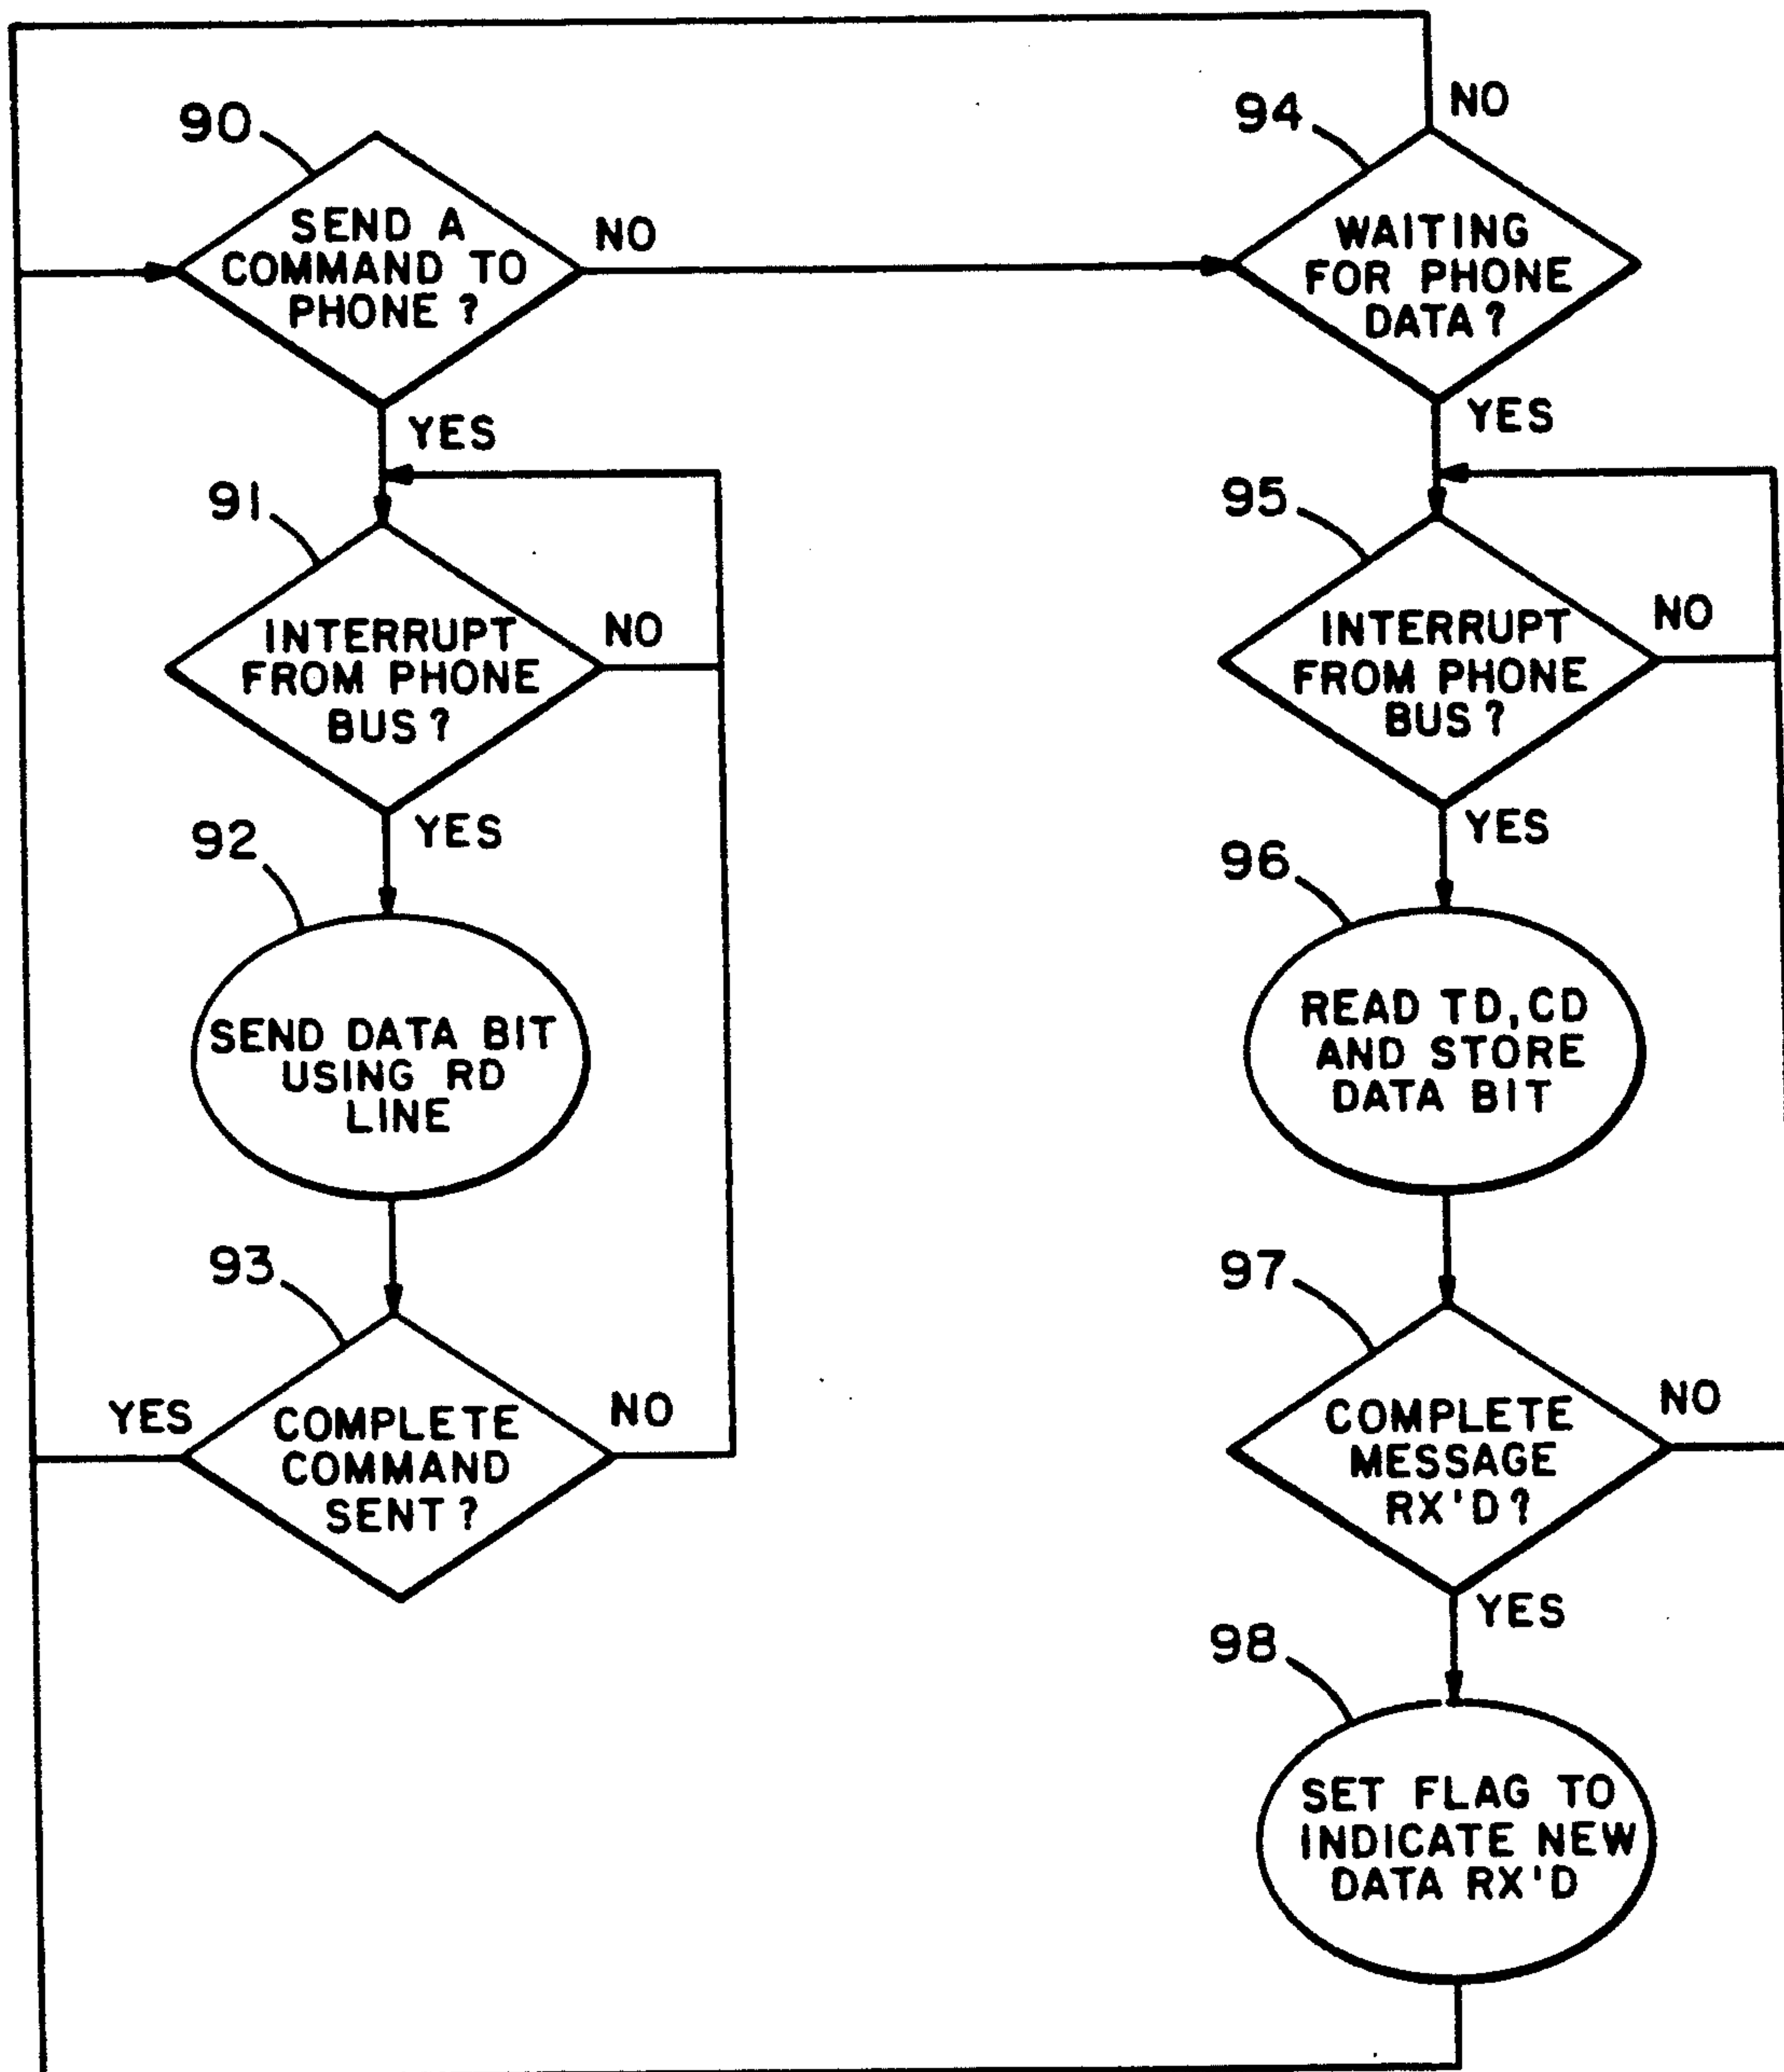 90
SEND A
COMMAND TO
PHONE ?
NO
YES
91
INTERRUPT
FROM PHONE
BUS ?
NO
YES
92
SEND DATA BIT
USING RD
LINE
93
YES
COMPLETE
COMMAND
SENT ?
NO
94
NO
WAITING
FOR PHONE
DATA ?
YES
95
INTERRUPT
FROM PHONE
BUS ?
NO
YES
96
READ TD, CD
AND STORE
DATA BIT
97
COMPLETE
MESSAGE
RX'D ?
NO
YES
98
SET FLAG TO
INDICATE NEW
DATA RX'D